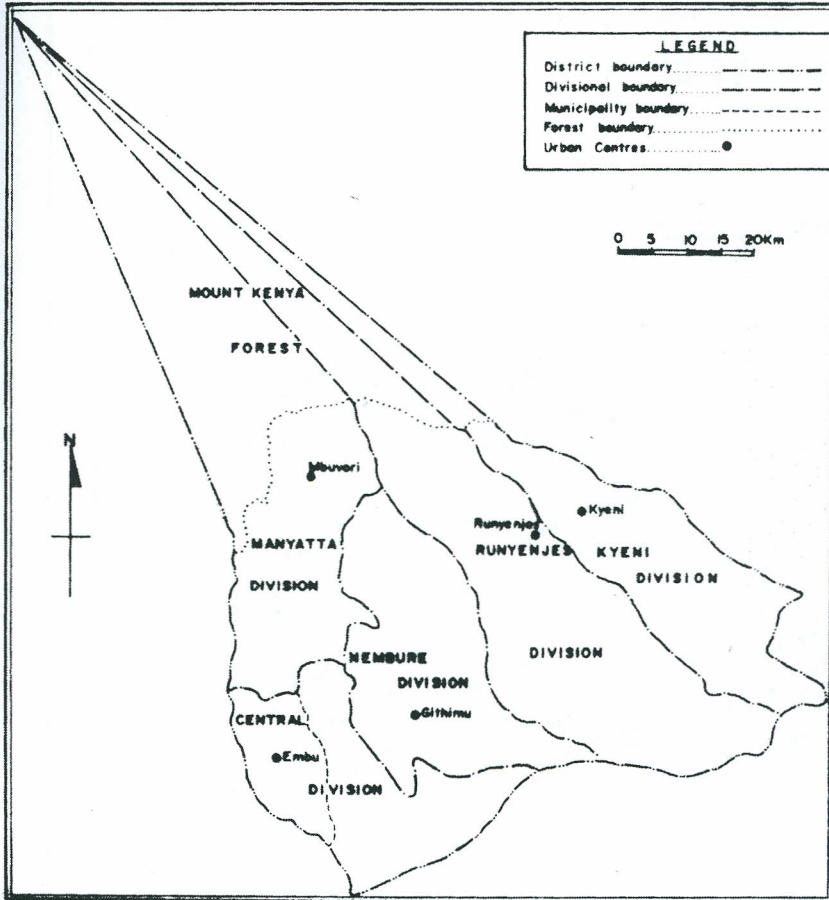 LEGEND
District boundary
Divisional boundary
Municipality boundary
Forest boundary
Urban Centres
0 5 10 15 20Km
MOUNT KENYA
FOREST
N
Mbuvori
Kyeni
Runyenjes
MANYATTA
RUNYENJES
KYENI
DIVISION
DIVISION
DIVISION
NEMBURE
DIVISION
CENTRAL
Githimu
Embu
DIVISION